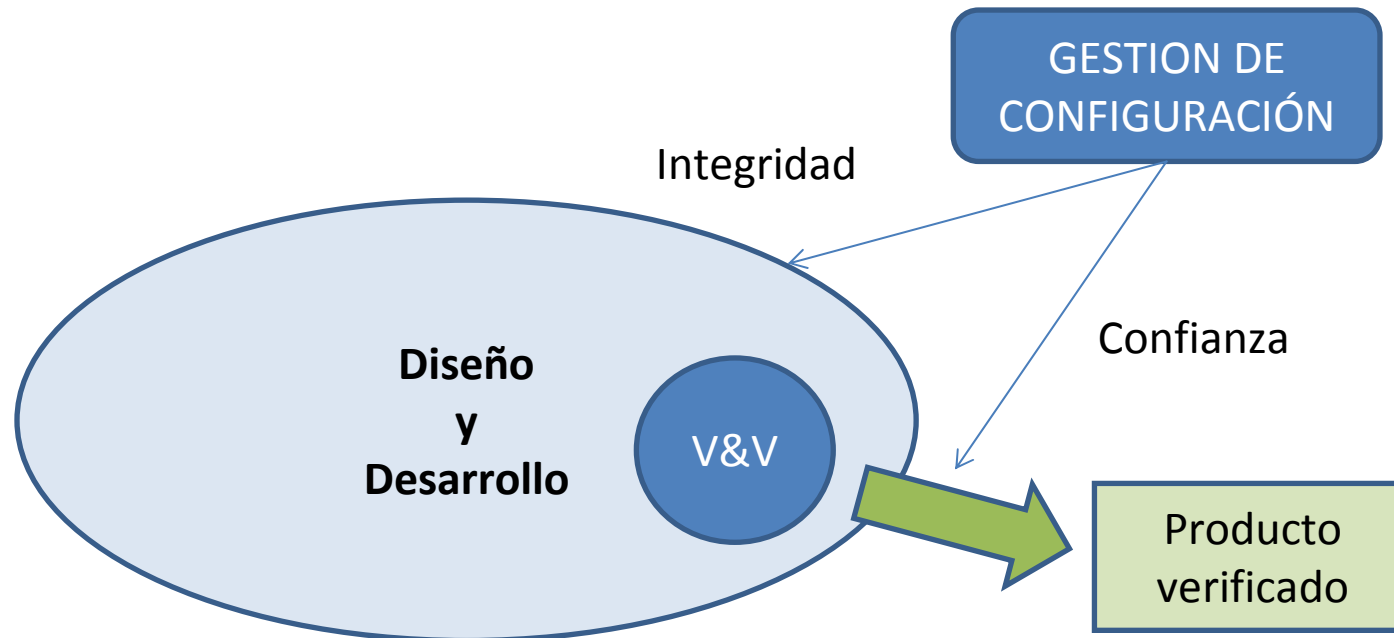 GESTION DE
CONFIGURACIÓN
Integridad
Confianza
Diseño
y
Desarrollo
V&V
Producto
verificado